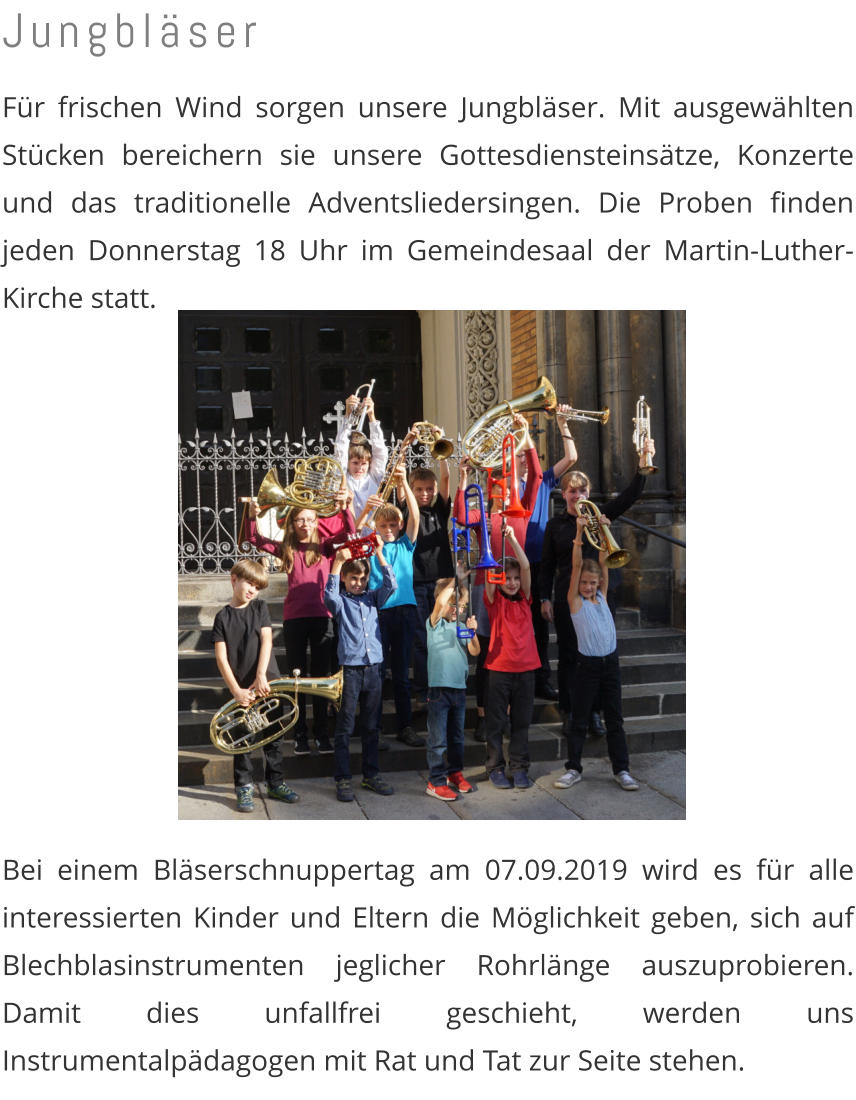 Jungbläser
Für frischen Wind sorgen unsere Jungbläser. Mit ausgewählten
Stücken bereichern sie unsere Gottesdiensteinsätze, Konzerte
und das traditionelle Adventsliedersingen. Die Proben finden
jeden Donnerstag 18 Uhr im Gemeindesaal der Martin-Luther-
Kirche statt.
Bei einem Bläserschnuppertag am 07.09.2019 wird es für alle
interessierten Kinder und Eltern die Möglichkeit geben, sich auf
Blechblasinstrumenten jeglicher Rohrlänge auszuprobieren.
Damit dies unfallfrei geschieht, werden uns
Instrumentalpädagogen mit Rat und Tat zur Seite stehen.